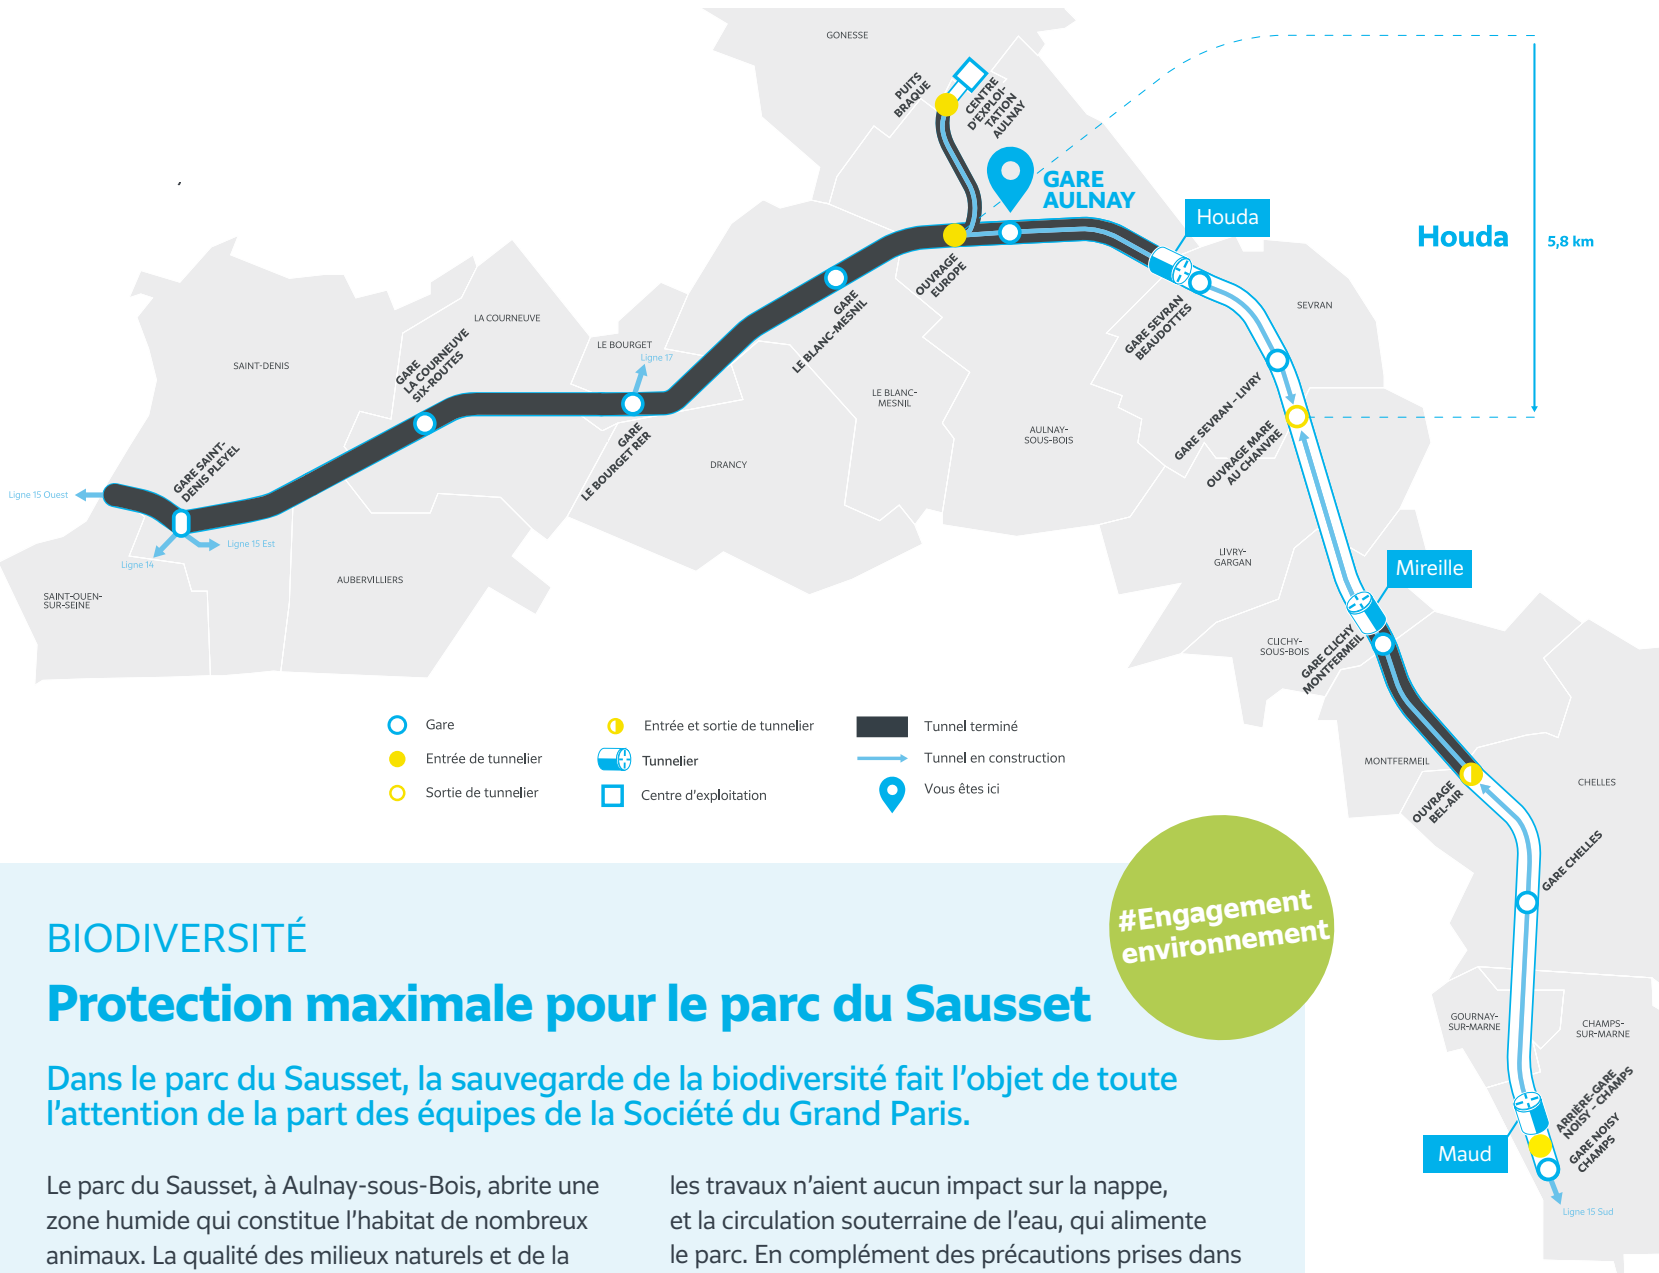 GONESSE
PUITS
BRAQUE
CENTRE
D'EXPLOI-
TATION
AULNAY
GARE
AULNAY
Houda
Houda
5,8 km
OUVRAGE
EUROPE
GARE
LE BLANC-MESNIL
GARE SEVRAN
BEAUDOTTES
SEVRAN
LA COURNEUVE
LE BOURGET
Ligne 17
SAINT-DENIS
GARE
LA COURNEUVE
SIX-ROUTES
LE BLANC-
MESNIL
AULNAY-
SOUS-BOIS
GARE SEVRAN - LIVRY
OUVRAGE MARE
AU CHANVRE
GARE
LE BOURGET RER
DRANCY
GARE SAINT-
DENIS PLEYEL
Ligne 15 Ouest
Ligne 15 Est
Ligne 14
AUBERVILLIERS
SAINT-OUEN-
SUR-SEINE
LIVRY-
GARGAN
Mireille
CLICHY-
SOUS-BOIS
GARE CLICHY
MONTFERMEIL
Gare
Entrée de tunnelier
Sortie de tunnelier
Entrée et sortie de tunnelier
Tunnelier
Centre d'exploitation
Tunnel terminé
Tunnel en construction
Vous êtes ici
MONTFERMEIL
CHELLES
OUVRAGE
BEL-AIR
GARE CHELLES
GOURNAY-
SUR-MARNE
CHAMPS-
SUR-MARNE
ARRIÈRE-GARE
NOISY - CHAMPS
GARE NOISY
CHAMPS
Maud
Ligne 15 Sud
#Engagement
environnement
BIODIVERSITÉ
Protection maximale pour le parc du Sausset
Dans le parc du Sausset, la sauvegarde de la biodiversité fait l'objet de toute
l'attention de la part des équipes de la Société du Grand Paris.
Le parc du Sausset, à Aulnay-sous-Bois, abrite une
zone humide qui constitue l'habitat de nombreux
animaux. La qualité des milieux naturels et de la
les travaux n'aient aucun impact sur la nappe,
et la circulation souterraine de l'eau, qui alimente
le parc. En complément des précautions prises dans